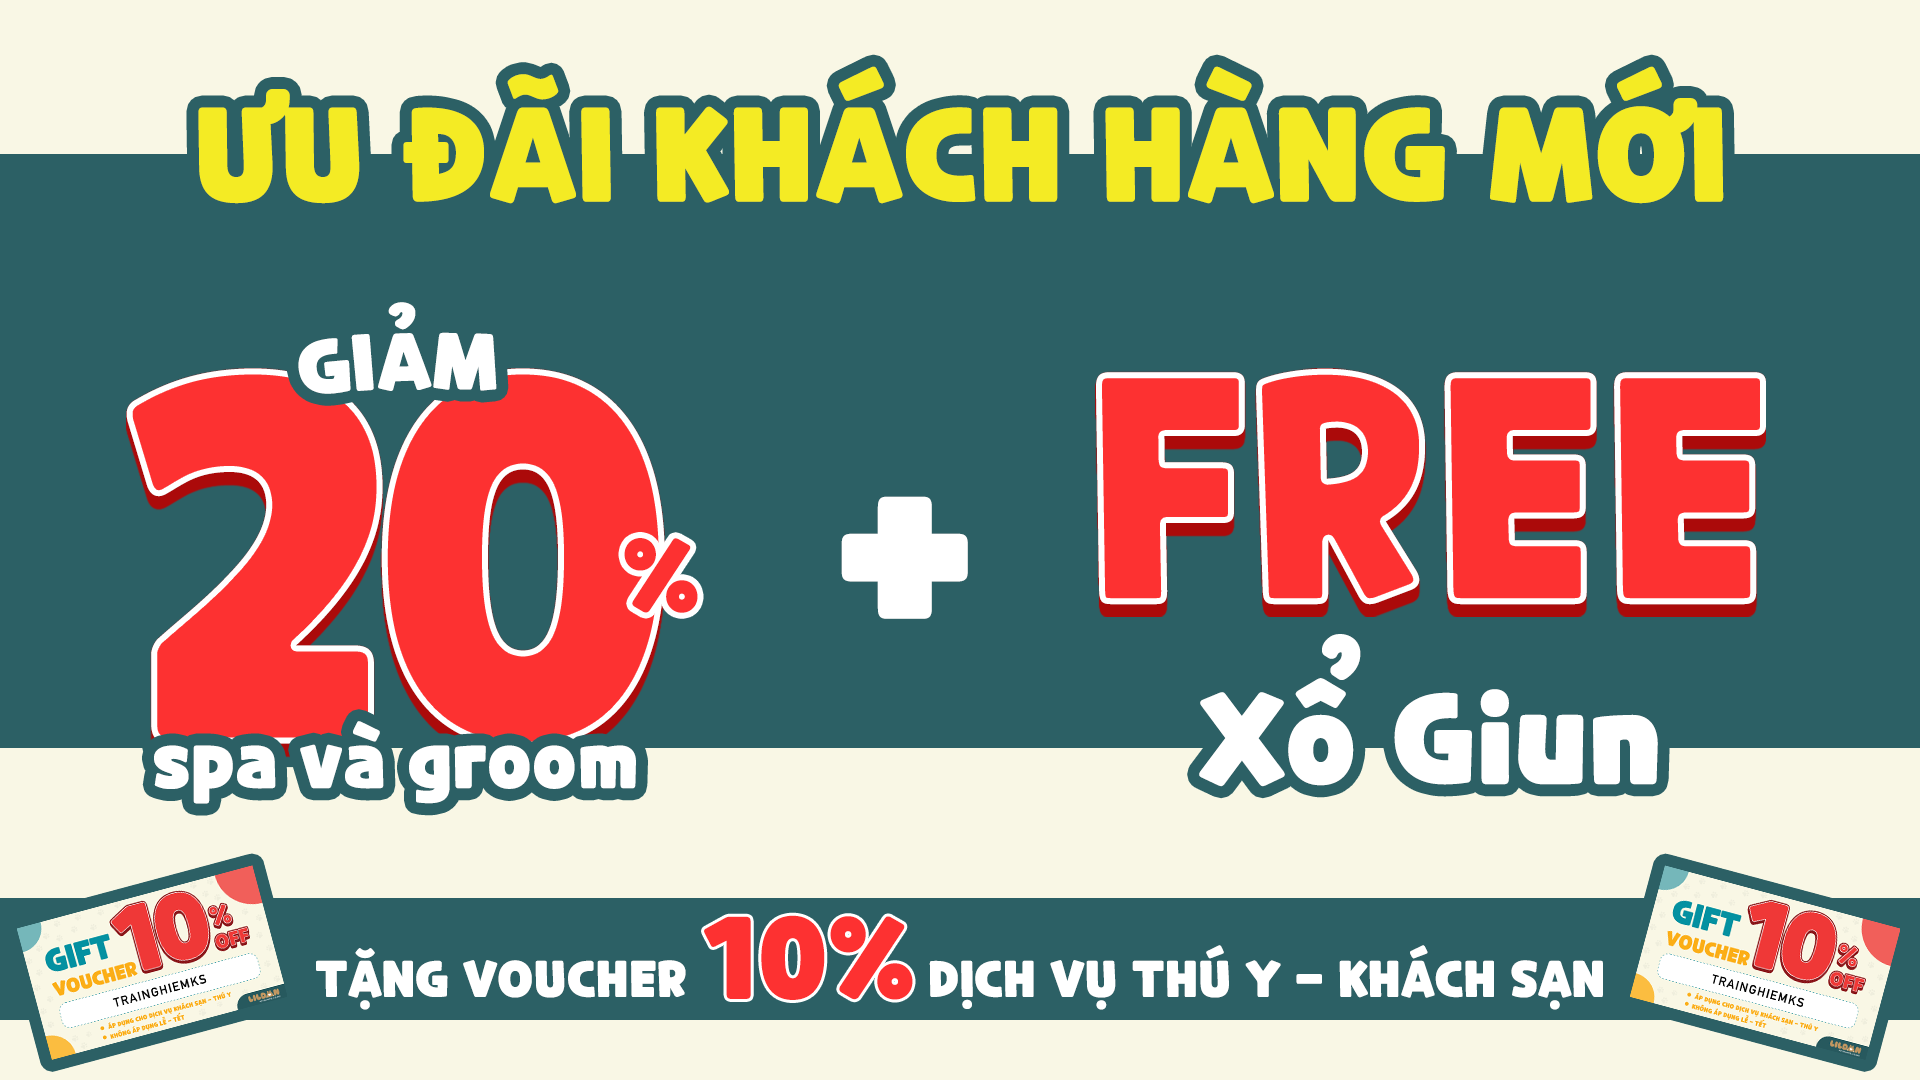 ƯU ĐÃI KHÁCH HÀNG MỚI
GIẢM
20%
spa và groom
+
FREE
Xổ Giun
GIFT
VOUCHER
10%
OFF
TRAINGHIEMKS
ÁP DỤNG CHO DỊCH VỤ KHÁCH SẠN - THÚ Y
KHÔNG ÁP DỤNG LỄ - TẾT
LILDAN
TẶNG VOUCHER 10% DỊCH VỤ THÚ Y – KHÁCH SẠN
GIFT
VOUCHER
10%
OFF
TRAINGHIEMKS
ÁP DỤNG CHO DỊCH VỤ KHÁCH SẠN - THÚ Y
KHÔNG ÁP DỤNG LỄ - TẾT
LILDAN